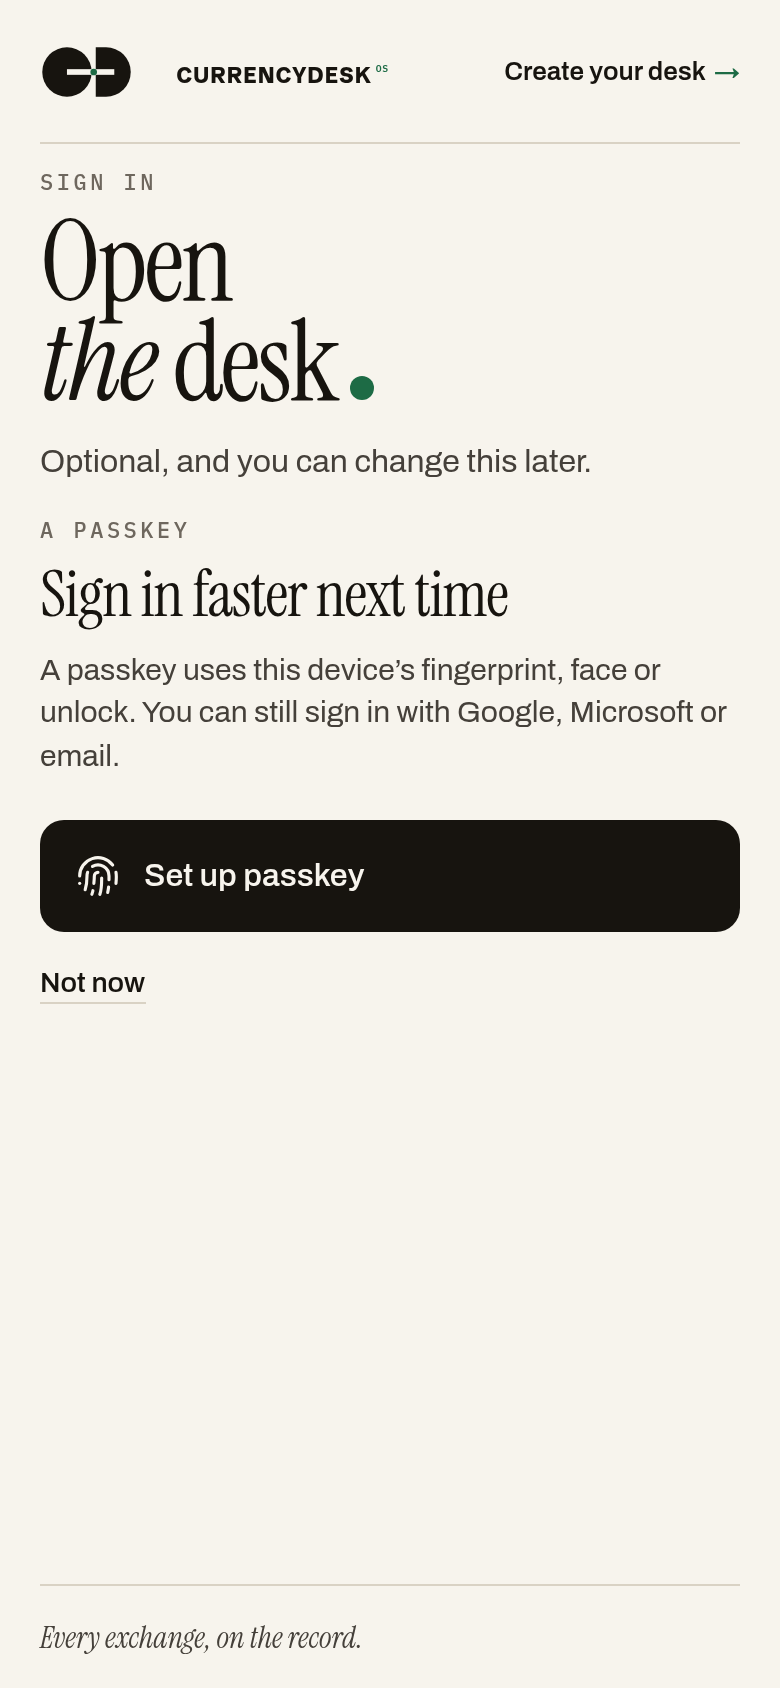 CURRENCYDESK OS
Create your desk →
SIGN IN
Open
the desk.
Optional, and you can change this later.
A PASSKEY
Sign in faster next time
A passkey uses this device’s fingerprint, face or
unlock. You can still sign in with Google, Microsoft or
email.
Set up passkey
Not now
Every exchange, on the record.